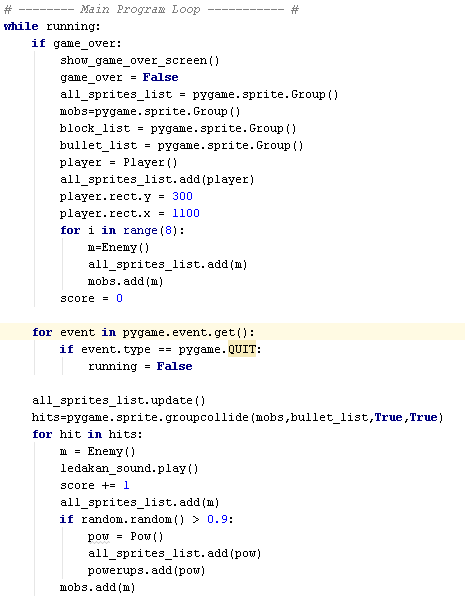 # -------- Main Program Loop ----------- #
while running:
    if game_over:
        show_game_over_screen()
        game_over = False
        all_sprites_list = pygame.sprite.Group()
        mobs=pygame.sprite.Group()
        block_list = pygame.sprite.Group()
        bullet_list = pygame.sprite.Group()
        player = Player()
        all_sprites_list.add(player)
        player.rect.y = 300
        player.rect.x = 1100
        for i in range(8):
            m=Enemy()
            all_sprites_list.add(m)
            mobs.add(m)
        score = 0

    for event in pygame.event.get():
        if event.type == pygame.QUIT:
            running = False

    all_sprites_list.update()
    hits=pygame.sprite.groupcollide(mobs,bullet_list,True,True)
    for hit in hits:
        m = Enemy()
        ledakan_sound.play()
        score += 1
        all_sprites_list.add(m)
        if random.random() > 0.9:
            pow = Pow()
            all_sprites_list.add(pow)
            powerups.add(pow)
        mobs.add(m)